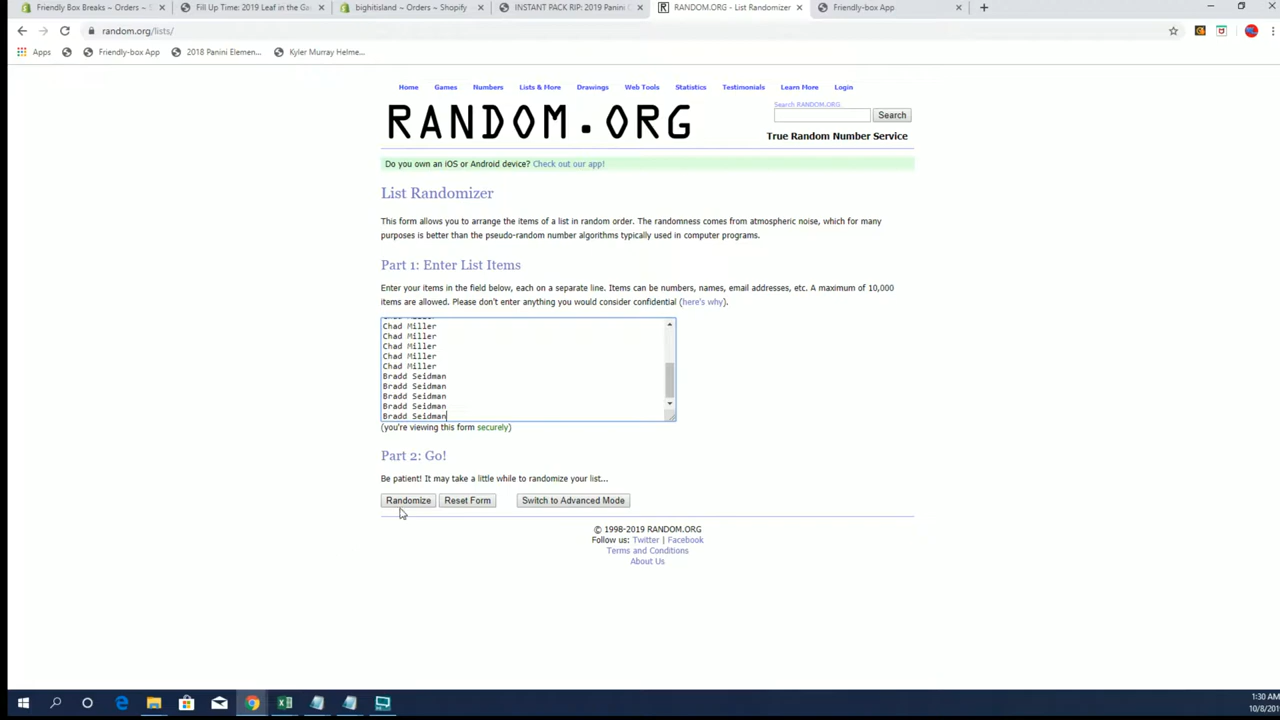 Friendly Box Breaks ~ Orders ~ S
Fill Up Time: 2019 Leaf in the Ga
bighitisland ~ Orders ~ Shopify
INSTANT PACK RIP: 2019 Panini
RANDOM.ORG - List Randomizer
Friendly-box App
random.org/lists/
Apps
Friendly-box App
2018 Panini Elemen...
Kyler Murray Helme...
Home Games Numbers Lists & More Drawings Web Tools Statistics Testimonials Learn More Login
RANDOM.ORG
Search RANDOM.ORG
Search
True Random Number Service
Do you own an iOS or Android device? Check out our app!
List Randomizer
This form allows you to arrange the items of a list in random order. The randomness comes from atmospheric noise, which for many
purposes is better than the pseudo-random number algorithms typically used in computer programs.
Part 1: Enter List Items
Enter your items in the field below, each on a separate line. Items can be numbers, names, email addresses, etc. A maximum of 10,000
items are allowed. Please don't enter anything you would consider confidential (here's why).
Chad Miller
Chad Miller
Chad Miller
Chad Miller
Chad Miller
Bradd Seidman
Bradd Seidman
Bradd Seidman
Bradd Seidman
Bradd Seidman
(you're viewing this form securely)
Part 2: Go!
Be patient! It may take a little while to randomize your list...
Randomize Reset Form Switch to Advanced Mode
© 1998-2019 RANDOM.ORG
Follow us: Twitter | Facebook
Terms and Conditions
About Us
1:30 AM
10/8/201